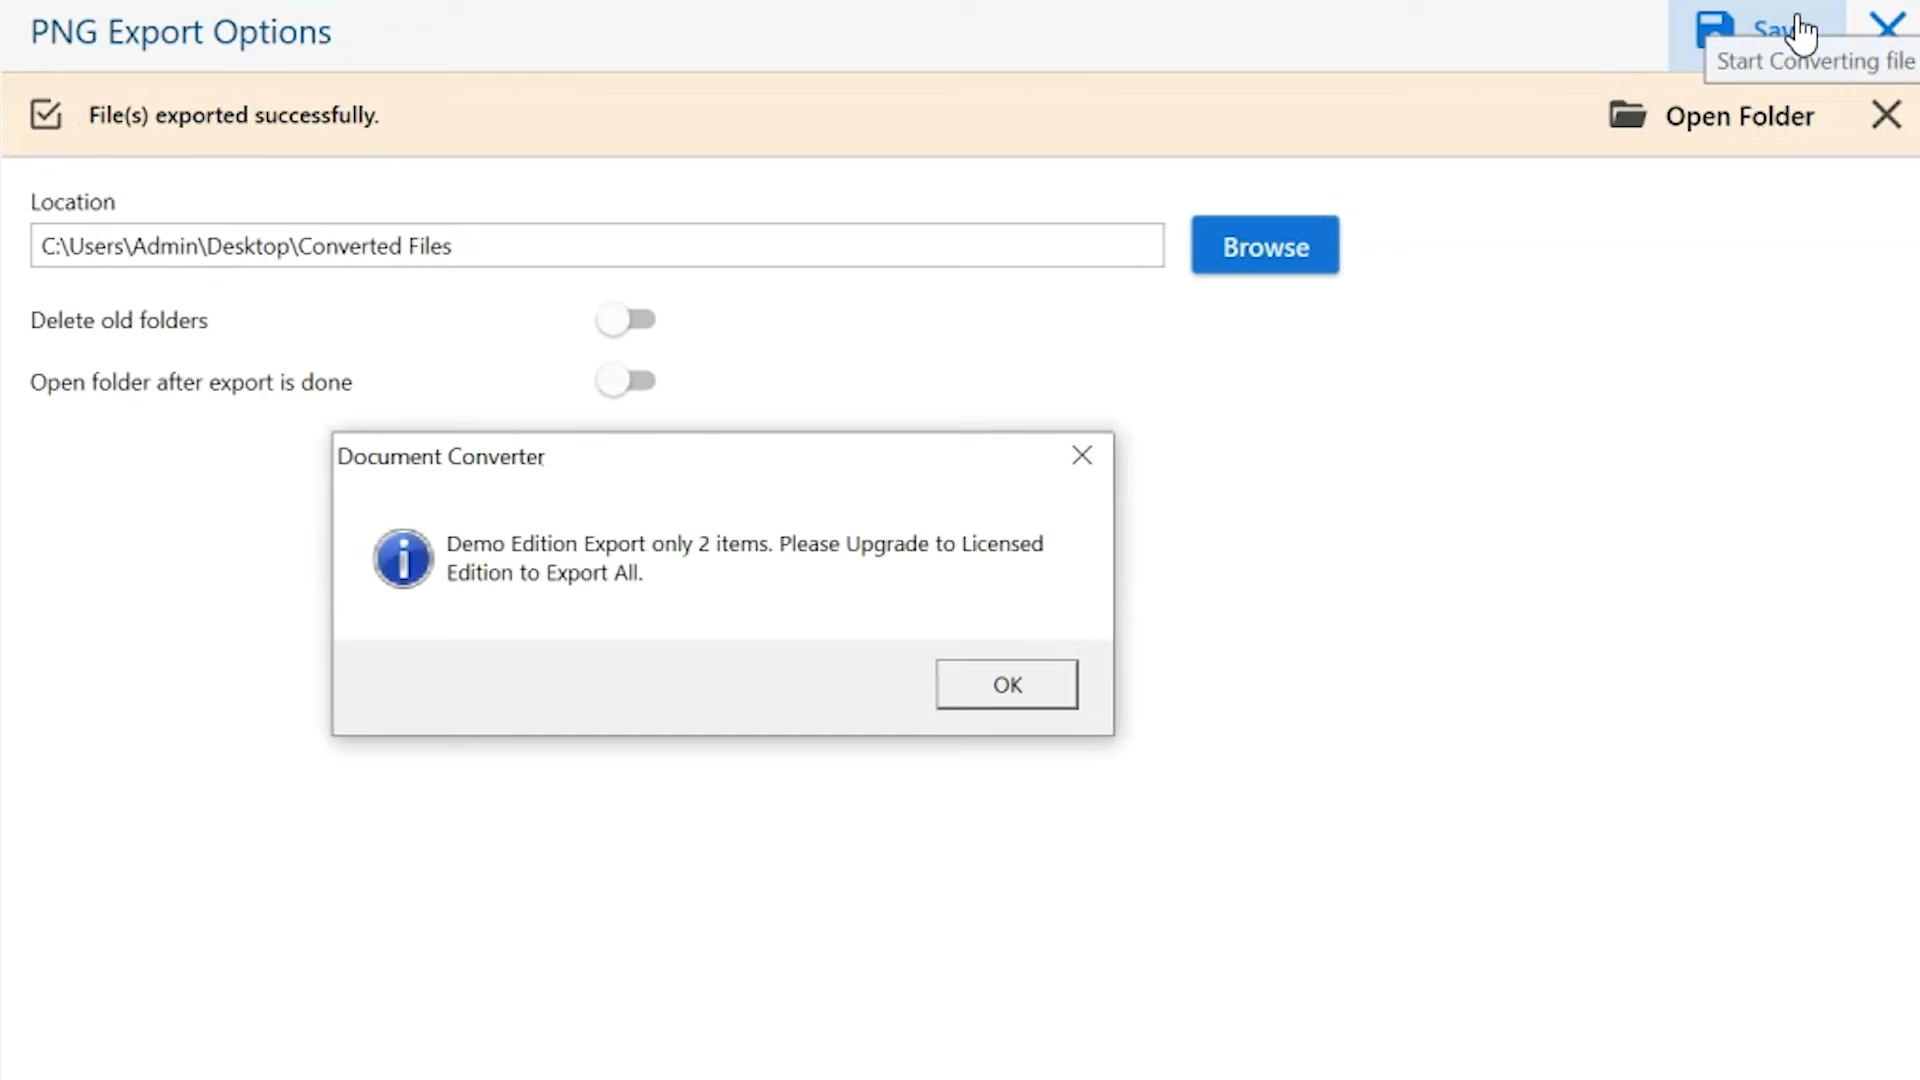 PNG Export Options
Sav
Start Converting file
File(s) exported successfully.
Open Folder
Location
C:\Users\Admin\Desktop\Converted Files
Browse
Delete old folders
Open folder after export is done
Document Converter
Demo Edition Export only 2 items. Please Upgrade to Licensed
Edition to Export All.
OK